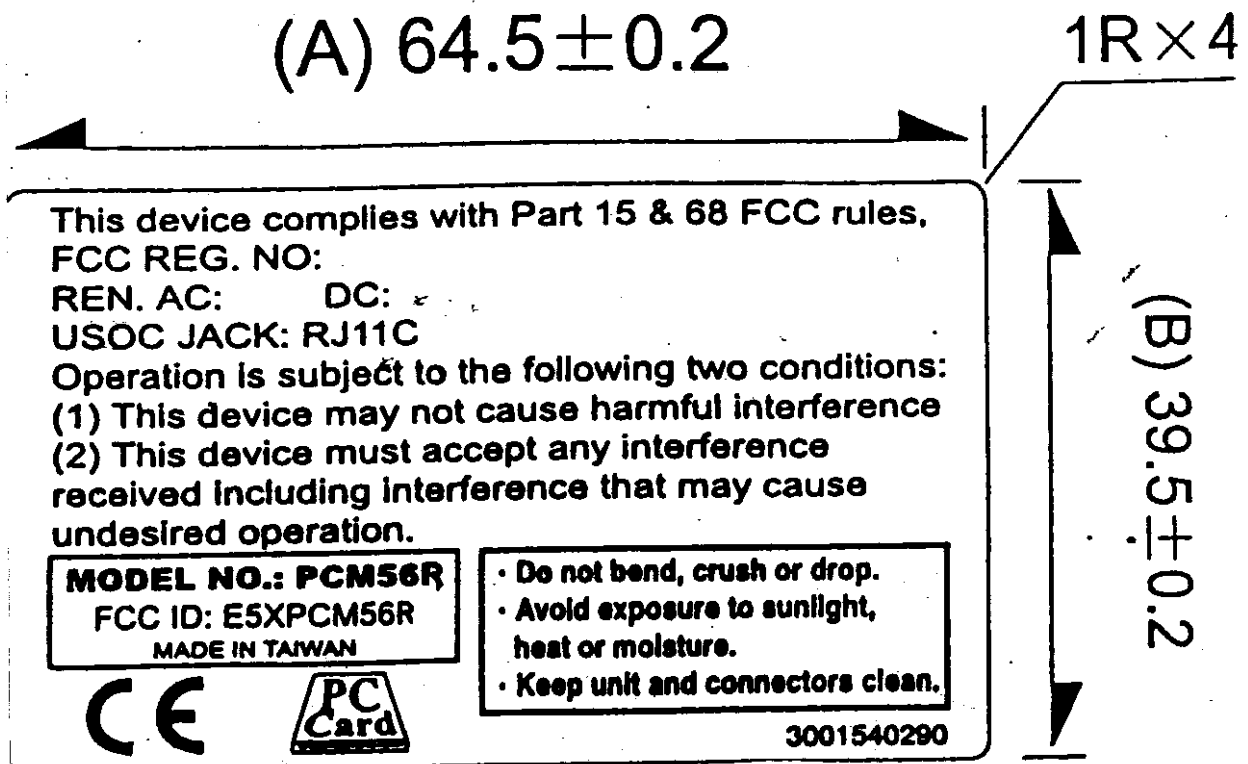 (A) 64.5±0.2
1R×4
This device complies with Part 15 & 68 FCC rules,
FCC REG. NO:
REN. AC: DC:
USOC JACK: RJ11C
Operation is subject to the following two conditions:
(1) This device may not cause harmful interference
(2) This device must accept any interference
received including interference that may cause
undesired operation.
MODEL NO.: PCM56R
FCC ID: E5XPCM56R
MADE IN TAIWAN
· Do not bend, crush or drop.
· Avoid exposure to sunlight,
heat or moisture.
· Keep unit and connectors clean.
CE
PC
Card
3001540290
(B) 39.5±0.2